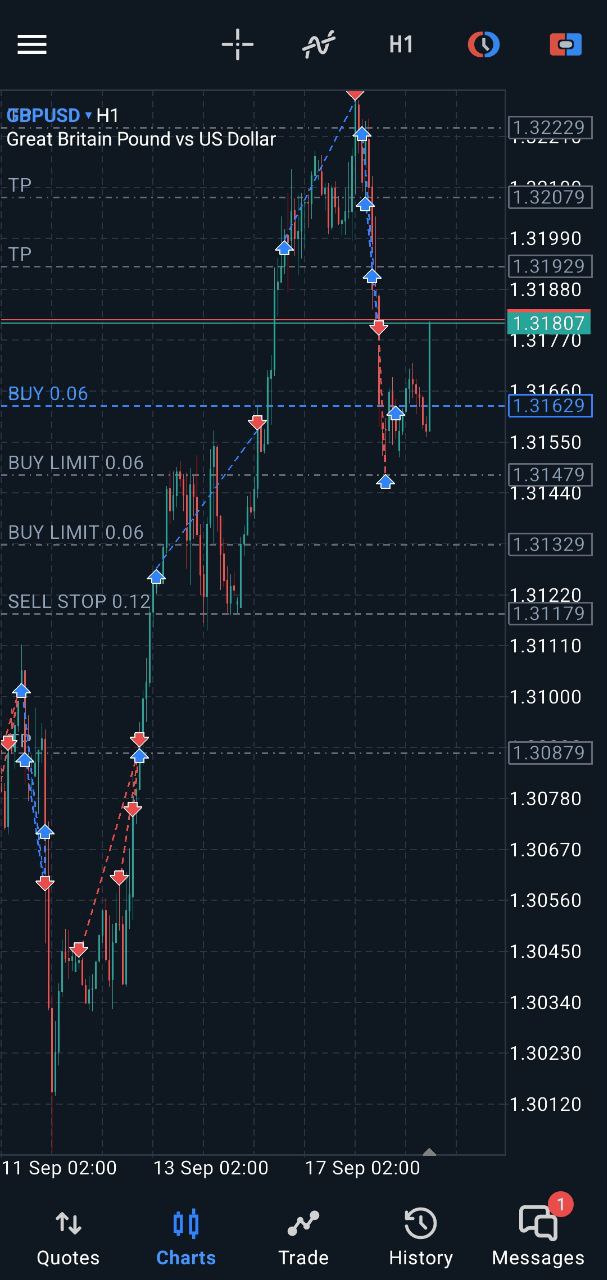 H1
GBPUSD ▾ H1
Great Britain Pound vs US Dollar
1.32229
TP
1.32079
1.31990
TP
1.31929
1.31880
1.31807
1.31770
1.31660
BUY 0.06
1.31629
1.31550
BUY LIMIT 0.06
1.31479
1.31440
BUY LIMIT 0.06
1.31329
1.31220
SELL STOP 0.12
1.31179
1.31110
1.31000
1.30879
1.30780
1.30670
1.30560
1.30450
1.30340
1.30230
1.30120
11 Sep 02:00 13 Sep 02:00 17 Sep 02:00
1
Quotes Charts Trade History Messages